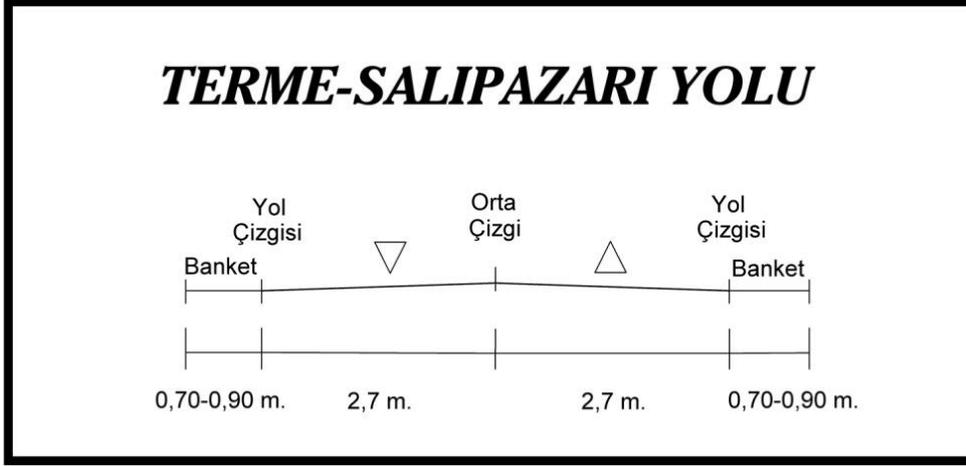 TERME-SALIPAZARI YOLU
Yol
Çizgisi
Orta
Çizgi
Yol
Çizgisi
Banket
Banket
0,70-0,90 m.
2,7 m.
2,7 m.
0,70-0,90 m.